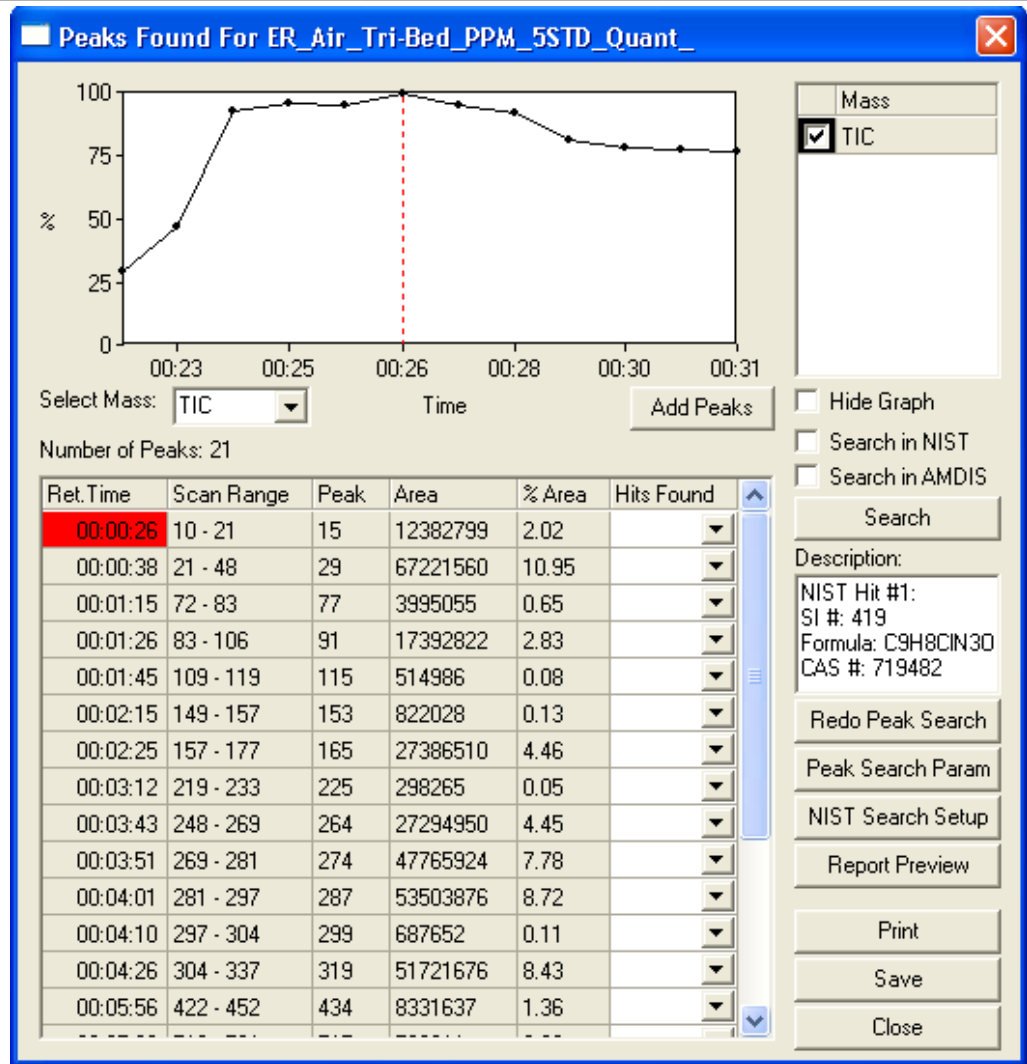 Peaks Found For ER_Air_Tri-Bed_PPM_5STD_Quant_
100
75
%
50
25
0
00:23 00:25 00:26 00:28 00:30 00:31
Mass
TIC
Select Mass: TIC Time Add Peaks
Hide Graph
Search in NIST
Search in AMDIS
Search
Number of Peaks: 21
Ret.Time Scan Range Peak Area % Area Hits Found
00:00:26 10 - 21 15 12382799 2.02
00:00:38 21 - 48 29 67221560 10.95
00:01:15 72 - 83 77 3995055 0.65
00:01:26 83 - 106 91 17392822 2.83
00:01:45 109 - 119 115 514986 0.08
00:02:15 149 - 157 153 822028 0.13
00:02:25 157 - 177 165 27386510 4.46
00:03:12 219 - 233 225 298265 0.05
00:03:43 248 - 269 264 27294950 4.45
00:03:51 269 - 281 274 47765924 7.78
00:04:01 281 - 297 287 53503876 8.72
00:04:10 297 - 304 299 687652 0.11
00:04:26 304 - 337 319 51721676 8.43
00:05:56 422 - 452 434 8331637 1.36
Description:
NIST Hit #1:
SI #: 419
Formula: C9H8ClN3O
CAS #: 719482
Redo Peak Search
Peak Search Param
NIST Search Setup
Report Preview
Print
Save
Close